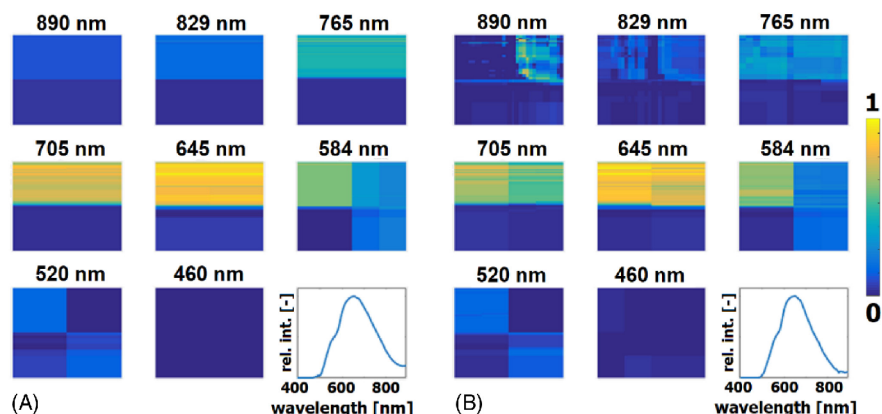 890 nm 829 nm 765 nm
705 nm 645 nm 584 nm
520 nm 460 nm
rel. int. [-]
400 600 800
wavelength [nm]
(A)
890 nm 829 nm 765 nm
705 nm 645 nm 584 nm
520 nm 460 nm
rel. int. [-]
400 600 800
wavelength [nm]
(B)
1
0